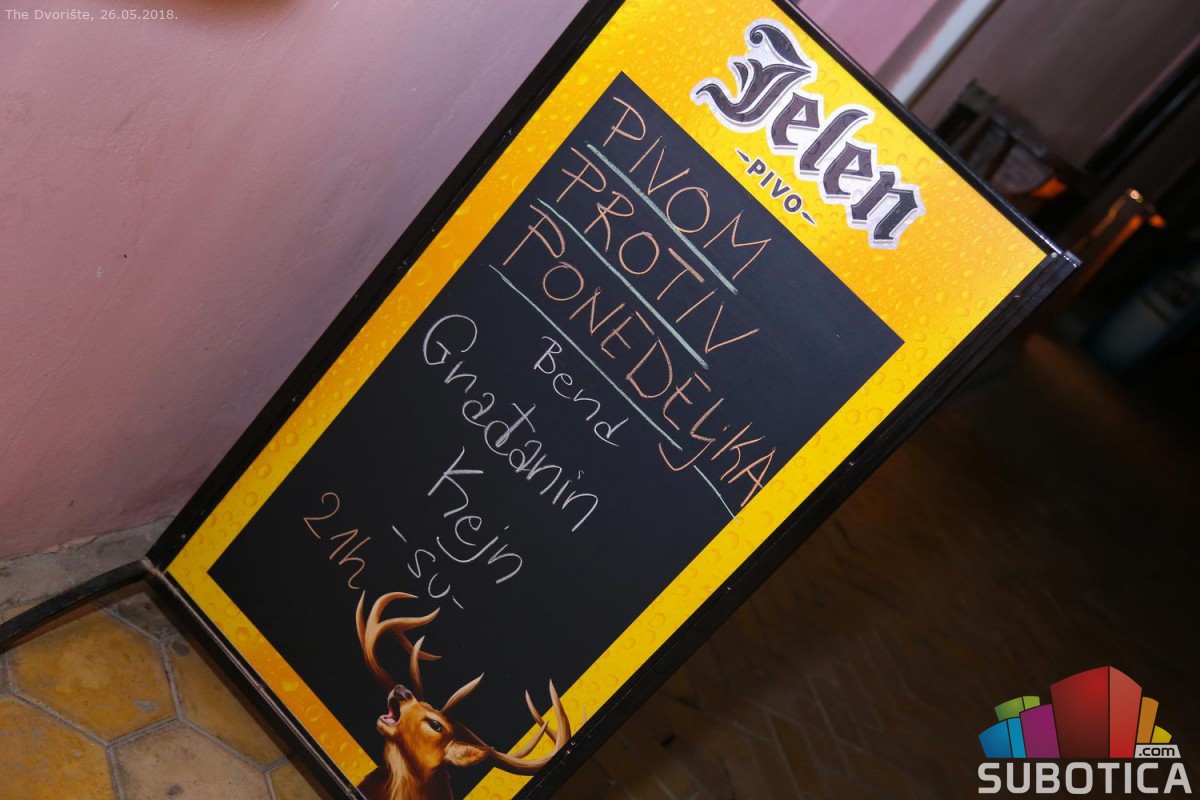 The Dvorište, 26.05.2018.
Jelen
PIVO
PIVOM
PROTIV
PONEDELJKA
Bend
Građanin
Kejn
-SU-
21h
.com
SUBOTICA